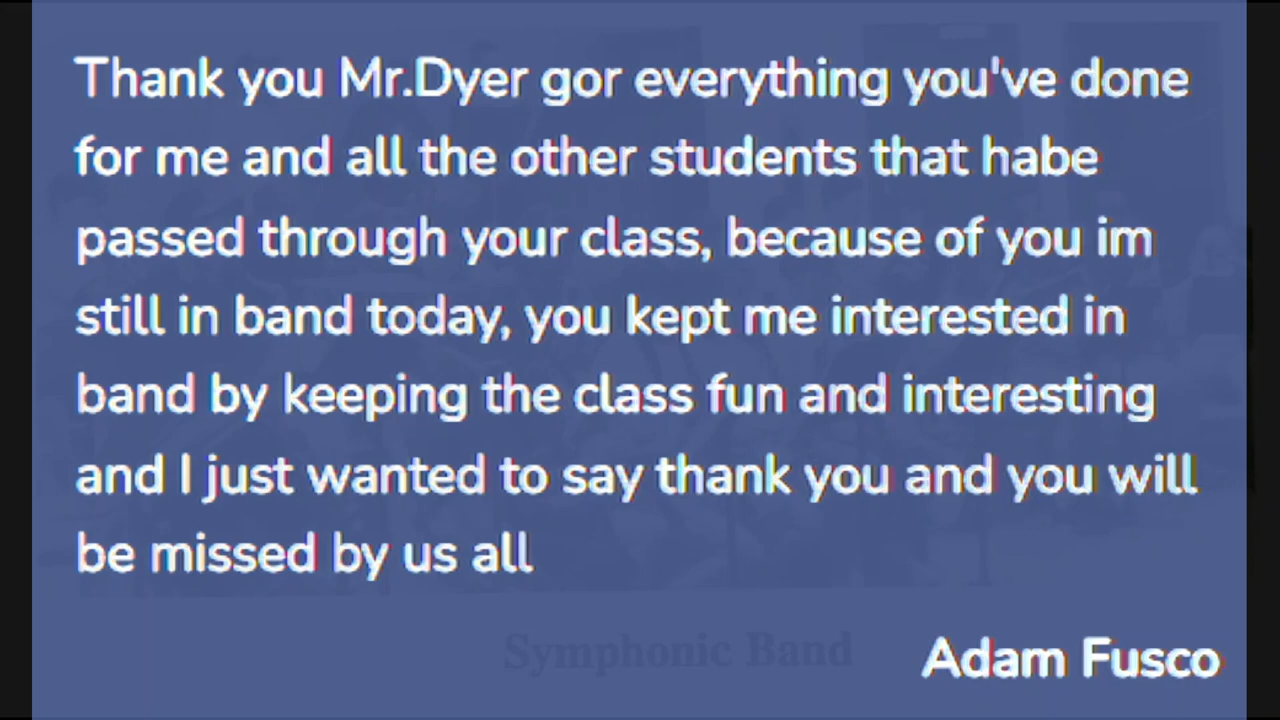 Thank you Mr.Dyer gor everything you've done
for me and all the other students that habe
passed through your class, because of you im
still in band today, you kept me interested in
band by keeping the class fun and interesting
and I just wanted to say thank you and you will
be missed by us all
Symphonic Band
Adam Fusco